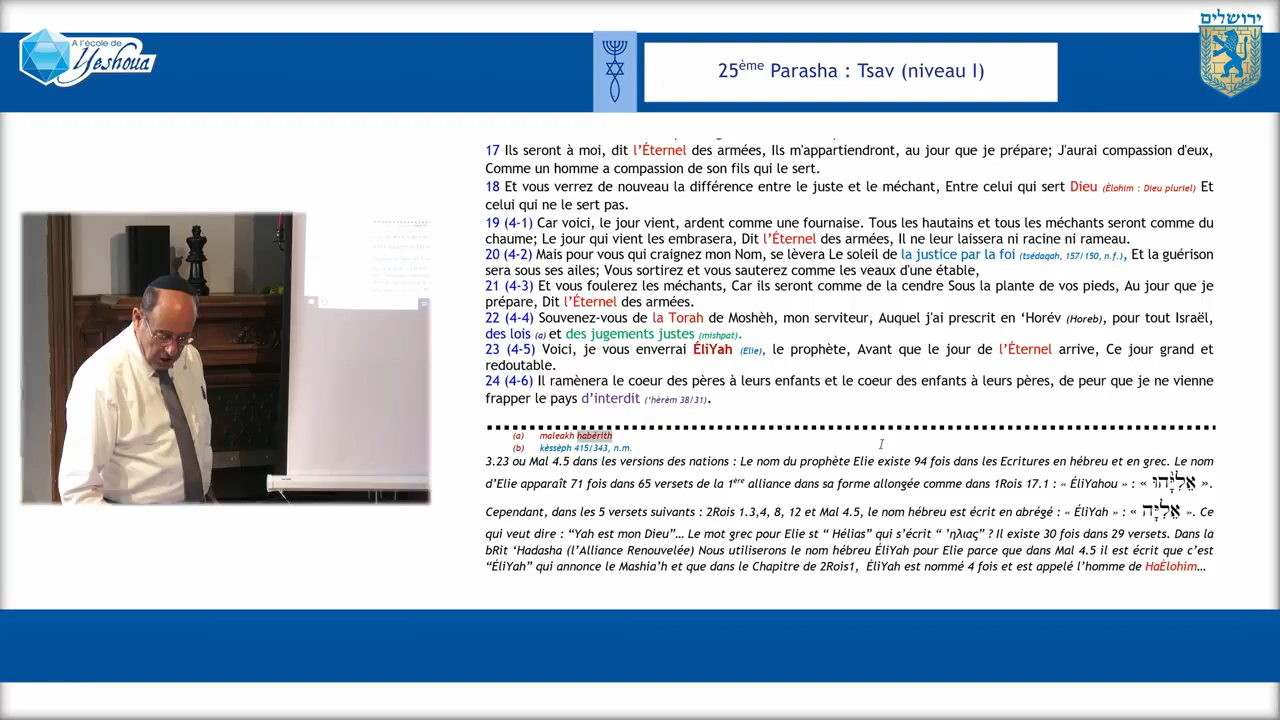 A l'école de
Yeshoua
25ème Parasha : Tsav (niveau I)
ירושלים
17 Ils seront à moi, dit l'Éternel des armées, Ils m'appartiendront, au jour que je prépare; J'aurai compassion d'eux,
Comme un homme a compassion de son fils qui le sert.
18 Et vous verrez de nouveau la différence entre le juste et le méchant, Entre celui qui sert Dieu (Èlohim : Dieu pluriel) Et
celui qui ne le sert pas.
19 (4-1) Car voici, le jour vient, ardent comme une fournaise. Tous les hautains et tous les méchants seront comme du
chaume; Le jour qui vient les embrasera, Dit l'Éternel des armées, Il ne leur laissera ni racine ni rameau.
20 (4-2) Mais pour vous qui craignez mon Nom, se lèvera Le soleil de la justice par la foi (tsédaqah, 157/150, n.f.), Et la guérison
sera sous ses ailes; Vous sortirez et vous sauterez comme les veaux d'une étable,
21 (4-3) Et vous foulerez les méchants, Car ils seront comme de la cendre Sous la plante de vos pieds, Au jour que je
prépare, Dit l'Éternel des armées.
22 (4-4) Souvenez-vous de la Torah de Moshèh, mon serviteur, Auquel j'ai prescrit en 'Horév (Horeb), pour tout Israël,
des lois (a) et des jugements justes (mishpat).
23 (4-5) Voici, je vous enverrai ÉliYah (Elie), le prophète, Avant que le jour de l'Éternel arrive, Ce jour grand et
redoutable.
24 (4-6) Il ramènera le coeur des pères à leurs enfants et le coeur des enfants à leurs pères, de peur que je ne vienne
frapper le pays d'interdit ('hèrèm 38/31).
(a) maleakh habérith
(b) kèssèph 415/343, n.m.
3.23 ou Mal 4.5 dans les versions des nations : Le nom du prophète Elie existe 94 fois dans les Ecritures en hébreu et en grec. Le nom
d'Elie apparaît 71 fois dans 65 versets de la 1ère alliance dans sa forme allongée comme dans 1Rois 17.1 : « ÉliYahou » : « אֵלִיָּהוּ ».
Cependant, dans les 5 versets suivants : 2Rois 1.3,4, 8, 12 et Mal 4.5, le nom hébreu est écrit en abrégé : « ÉliYah » : « אֵלִיָּה ». Ce
qui veut dire : “Yah est mon Dieu”… Le mot grec pour Elie st “ Hélias” qui s'écrit “ 'ηλιας” ? Il existe 30 fois dans 29 versets. Dans la
bRit 'Hadasha (l'Alliance Renouvelée) Nous utiliserons le nom hébreu ÉliYah pour Elie parce que dans Mal 4.5 il est écrit que c'est
“ÉliYah” qui annonce le Mashia'h et que dans le Chapitre de 2Rois1, ÉliYah est nommé 4 fois et est appelé l'homme de HaÈlohim…